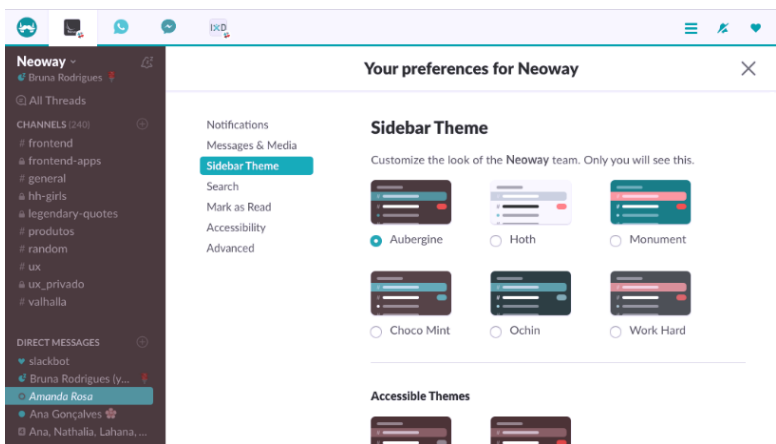 IXD
Neoway
Bruna Rodrigues
All Threads
CHANNELS (240)
# frontend
frontend-apps
# general
hh-girls
legendary-quotes
# produtos
# random
# ux
ux_privado
# valhalla
DIRECT MESSAGES
slackbot
Bruna Rodrigues (y...
Amanda Rosa
Ana Gonçalves
Ana, Nathalia, Lahana, ...
Your preferences for Neoway
Notifications
Messages & Media
Sidebar Theme
Search
Mark as Read
Accessibility
Advanced
Sidebar Theme
Customize the look of the Neoway team. Only you will see this.
Aubergine
Hoth
Monument
Choco Mint
Ochin
Work Hard
Accessible Themes